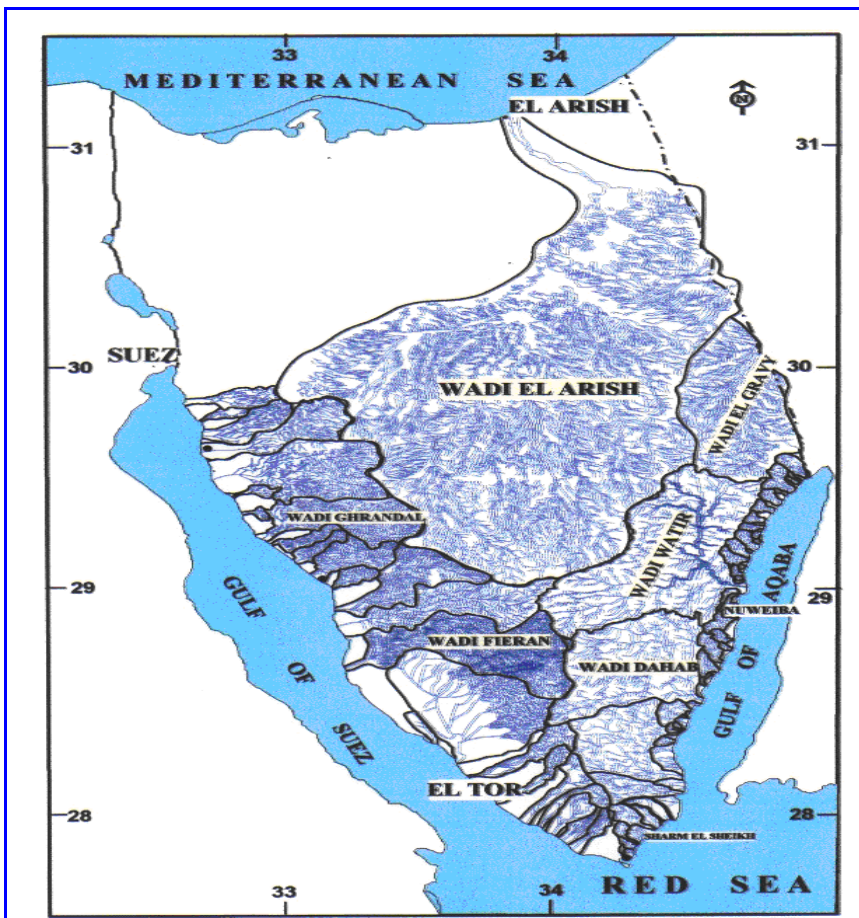 33 34
MEDITERRANEAN SEA
N
EL ARISH
31 31
30 30
SUEZ
WADI EL ARISH
WADI EL GRAVY
WADI GHRANDAL
WADI WATIR
29 29
GULF OF SUEZ
GULF OF AQABA
NUWEIBA
WADI FIERAN
WADI DAHAB
EL TOR
28 28
SHARM EL SHEIKH
33 34
RED SEA